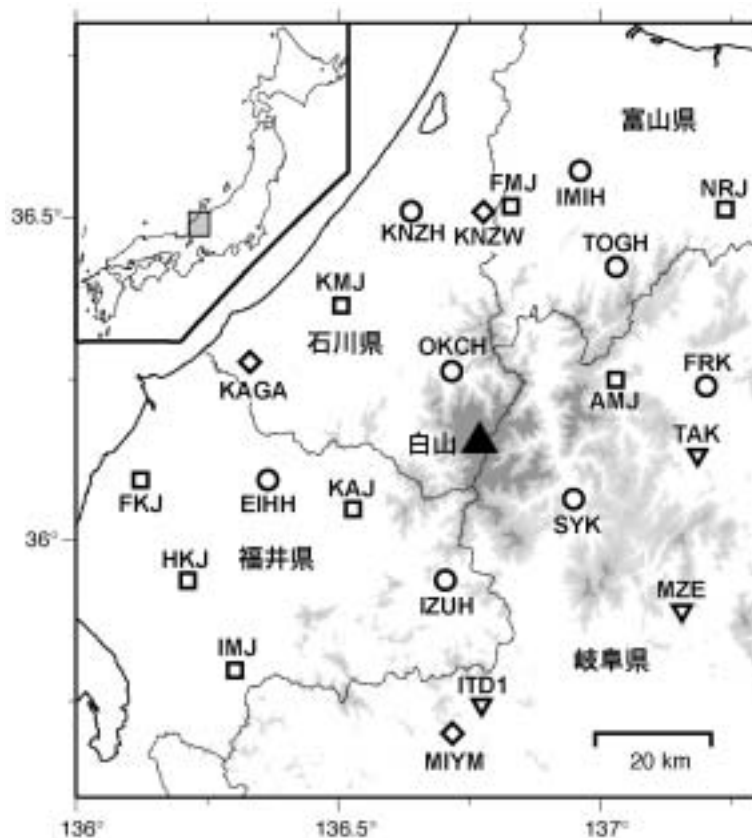 富山県
FMJ
IMIH
NRJ
36.5°
KNZH
KNZW
TOGH
KMJ
石川県
OKCH
FRK
KAGA
AMJ
白山
TAK
FKJ
EIHH
KAJ
SYK
36°
HKJ
福井県
IZUH
MZE
IMJ
岐阜県
ITD1
MIYM
20 km
136°
136.5°
137°